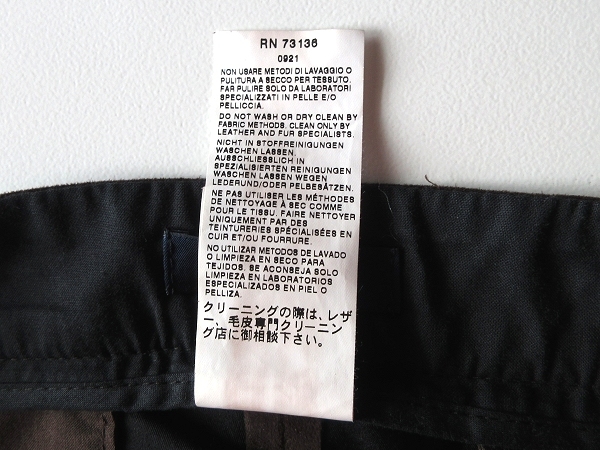 RN 73136
0921
NON USARE METODI DI LAVAGGIO O
PULITURA A SECCO PER TESSUTO.
FAR PULIRE SOLO DA LABORATORI
SPECIALIZZATI IN PELLE E/O
PELLICCIA.
DO NOT WASH OR DRY CLEAN BY
FABRIC METHODS. CLEAN ONLY BY
LEATHER AND FUR SPECIALISTS.
NICHT IN STOFFREINIGUNGEN
WASCHEN LASSEN.
AUSSCHLIESSLICH IN
SPEZIALISIERTEN REINIGUNGEN
WASCHEN LASSEN WEGEN
LEDERUND/ODER PELBESÄTZEN.
NE PAS UTILISER LES MÉTHODES
DE NETTOYAGE À SEC COMME
POUR LE TISSU. FAIRE NETTOYER
UNIQUEMENT PAR DES
TEINTURERIES SPÉCIALISÉES EN
CUIR ET/OU FOURRURE.
NO UTILIZAR METODOS DE LAVADO
O LIMPIEZA EN SECO PARA
TEJIDOS. SE ACONSEJA SOLO
LIMPIEZA EN LABORATORIOS
ESPECIALIZADOS EN PIEL O
PELLIZA.
クリーニングの際は、レザ
ー、毛皮専門クリーニン
グ店に御相談下さい。